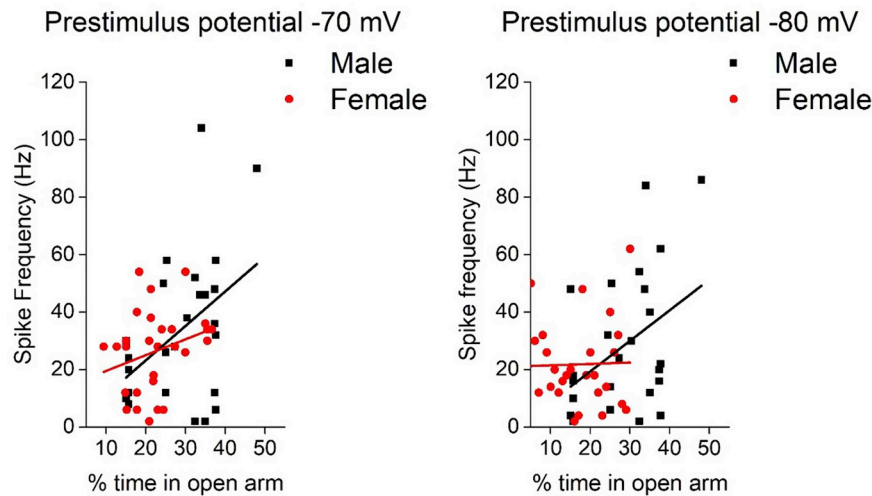 Prestimulus potential -70 mV
Male
Female
120
100
80
60
40
20
0
Spike Frequency (Hz)
10 20 30 40 50
% time in open arm
Prestimulus potential -80 mV
Male
Female
120
100
80
60
40
20
0
Spike frequency (Hz)
10 20 30 40 50
% time in open arm